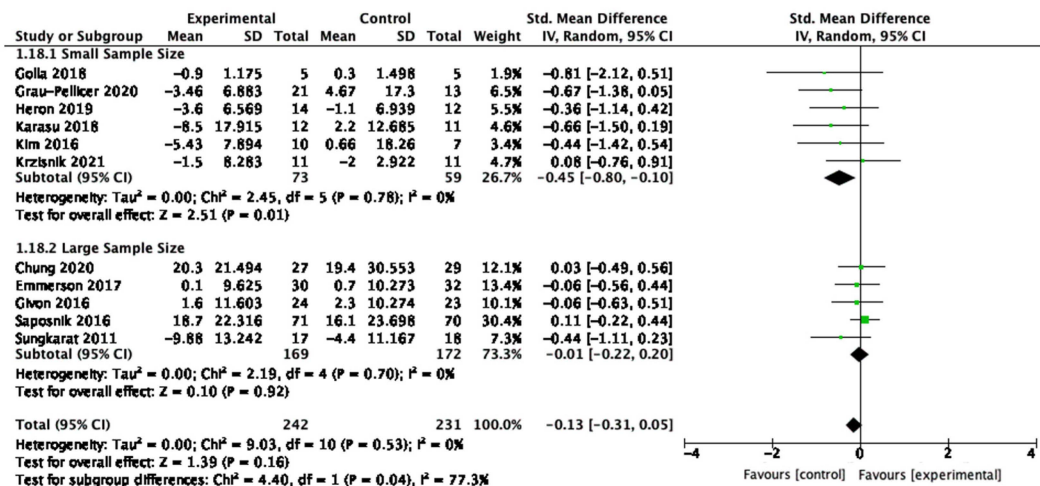 Experimental Control Std. Mean Difference Std. Mean Difference
Study or Subgroup Mean SD Total Mean SD Total Weight IV, Random, 95% CI IV, Random, 95% CI
1.18.1 Small Sample Size
Golla 2018 −0.9 1.175 5 0.3 1.498 5 1.9% −0.81 [−2.12, 0.51]
Grau−Pellicer 2020 −3.46 6.883 21 4.67 17.3 13 6.5% −0.67 [−1.38, 0.05]
Heron 2019 −3.6 6.569 14 −1.1 6.939 12 5.5% −0.36 [−1.14, 0.42]
Karasu 2018 −8.5 17.915 12 2.2 12.685 11 4.6% −0.66 [−1.50, 0.19]
Kim 2016 −5.43 7.894 10 0.66 18.26 7 3.4% −0.44 [−1.42, 0.54]
Krzisnik 2021 −1.5 8.283 11 −2 2.922 11 4.7% 0.08 [−0.76, 0.91]
Subtotal (95% CI) 73 59 26.7% −0.45 [−0.80, −0.10]
Heterogeneity: Tau² = 0.00; Chi² = 2.45, df = 5 (P = 0.78); I² = 0%
Test for overall effect: Z = 2.51 (P = 0.01)
1.18.2 Large Sample Size
Chung 2020 20.3 21.494 27 19.4 30.553 29 12.1% 0.03 [−0.49, 0.56]
Emmerson 2017 0.1 9.625 30 0.7 10.273 32 13.4% −0.06 [−0.56, 0.44]
Givon 2016 1.6 11.603 24 2.3 10.274 23 10.1% −0.06 [−0.63, 0.51]
Saposnik 2016 18.7 22.316 71 16.1 23.698 70 30.4% 0.11 [−0.22, 0.44]
Sungkarat 2011 −9.88 13.242 17 −4.4 11.167 18 7.3% −0.44 [−1.11, 0.23]
Subtotal (95% CI) 169 172 73.3% −0.01 [−0.22, 0.20]
Heterogeneity: Tau² = 0.00; Chi² = 2.19, df = 4 (P = 0.70); I² = 0%
Test for overall effect: Z = 0.10 (P = 0.92)
Total (95% CI) 242 231 100.0% −0.13 [−0.31, 0.05]
Heterogeneity: Tau² = 0.00; Chi² = 9.03, df = 10 (P = 0.53); I² = 0%
Test for overall effect: Z = 1.39 (P = 0.16)
Test for subgroup differences: Chi² = 4.40, df = 1 (P = 0.04), I² = 77.3%
−4 −2 0 2 4
Favours [control] Favours [experimental]